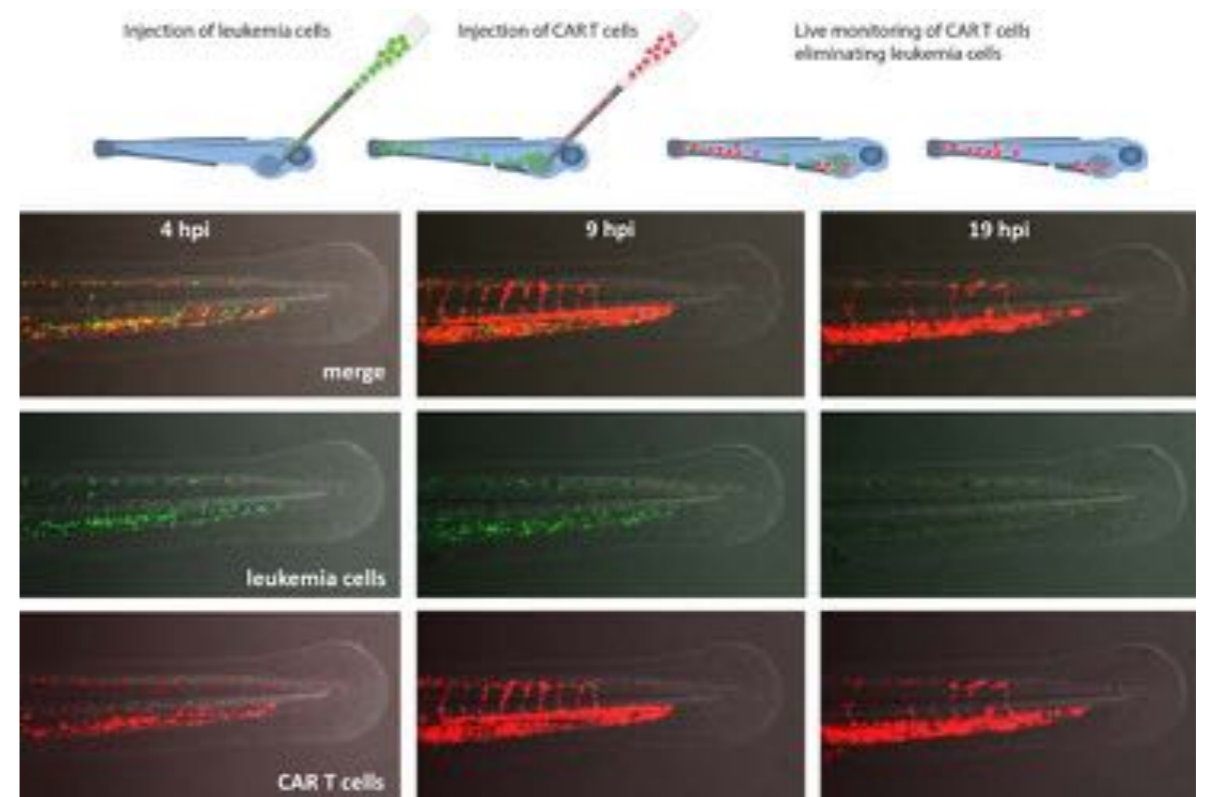 Injection of leukemia cells
Injection of CAR T cells
Live monitoring of CAR T cells
eliminating leukemia cells
4 hpi
9 hpi
19 hpi
merge
leukemia cells
CAR T cells